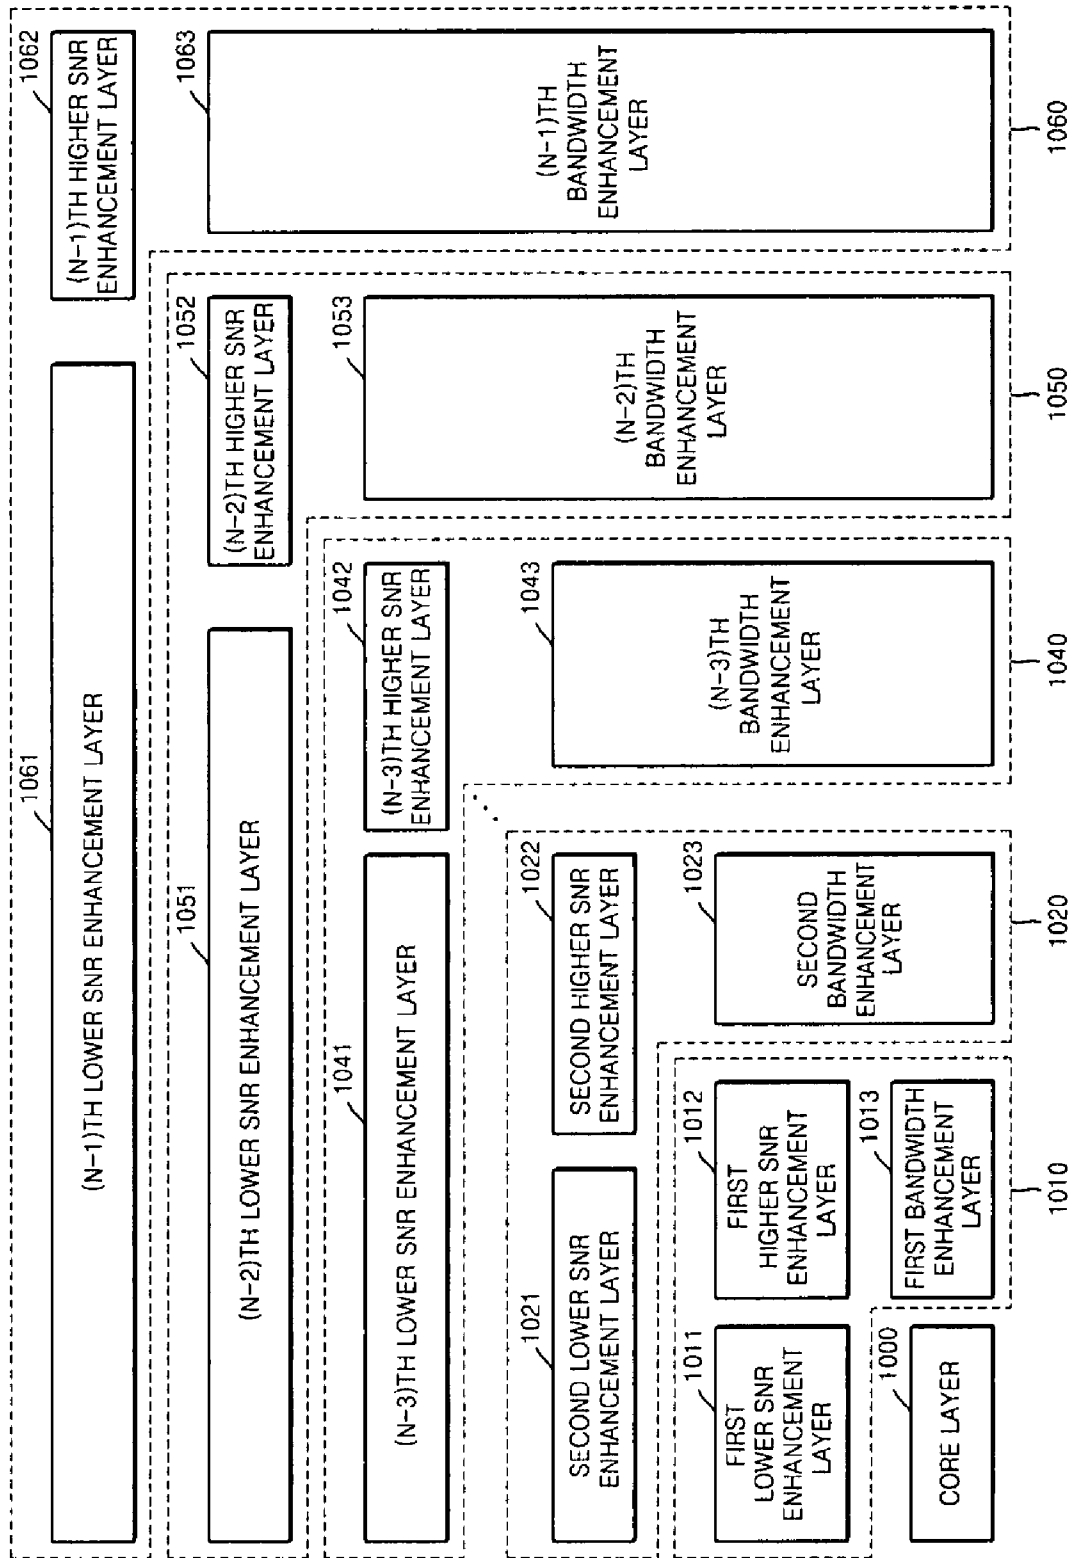 1061
(N-1)TH LOWER SNR ENHANCEMENT LAYER
1062
(N-1)TH HIGHER SNR
ENHANCEMENT LAYER
1063
(N-1)TH
BANDWIDTH
ENHANCEMENT
LAYER
1060
1051
(N-2)TH LOWER SNR ENHANCEMENT LAYER
1052
(N-2)TH HIGHER SNR
ENHANCEMENT LAYER
1053
(N-2)TH
BANDWIDTH
ENHANCEMENT
LAYER
1050
1041
(N-3)TH LOWER SNR ENHANCEMENT LAYER
1042
(N-3)TH HIGHER SNR
ENHANCEMENT LAYER
1043
(N-3)TH
BANDWIDTH
ENHANCEMENT
LAYER
1040
1021
SECOND LOWER SNR
ENHANCEMENT LAYER
1022
SECOND HIGHER SNR
ENHANCEMENT LAYER
1023
SECOND
BANDWIDTH
ENHANCEMENT
LAYER
1020
1011
FIRST
LOWER SNR
ENHANCEMENT
LAYER
1012
FIRST
HIGHER SNR
ENHANCEMENT
LAYER
1013
FIRST BANDWIDTH
ENHANCEMENT
LAYER
1010
1000
CORE LAYER